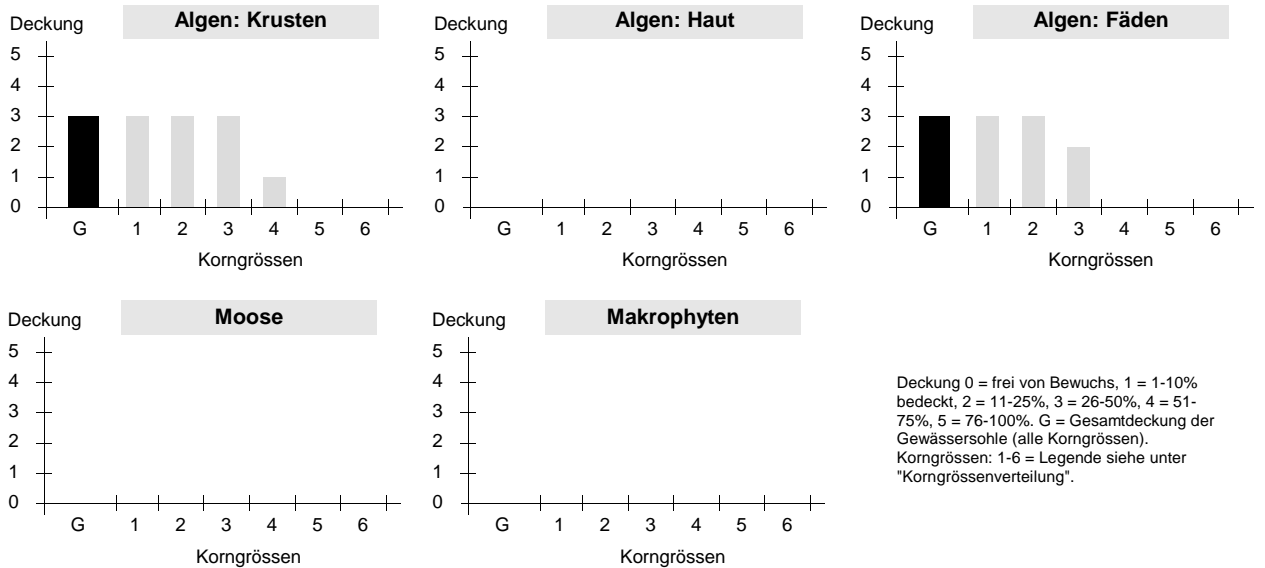 Deckung
Algen: Krusten
5
4
3
2
1
0
G 1 2 3 4 5 6
Korngrössen
Deckung
Algen: Haut
5
4
3
2
1
0
G 1 2 3 4 5 6
Korngrössen
Deckung
Algen: Fäden
5
4
3
2
1
0
G 1 2 3 4 5 6
Korngrössen
Deckung
Moose
5
4
3
2
1
0
G 1 2 3 4 5 6
Korngrössen
Deckung
Makrophyten
5
4
3
2
1
0
G 1 2 3 4 5 6
Korngrössen
Deckung 0 = frei von Bewuchs, 1 = 1-10%
bedeckt, 2 = 11-25%, 3 = 26-50%, 4 = 51-
75%, 5 = 76-100%. G = Gesamtdeckung der
Gewässersohle (alle Korngrössen).
Korngrössen: 1-6 = Legende siehe unter
"Korngrössenverteilung".